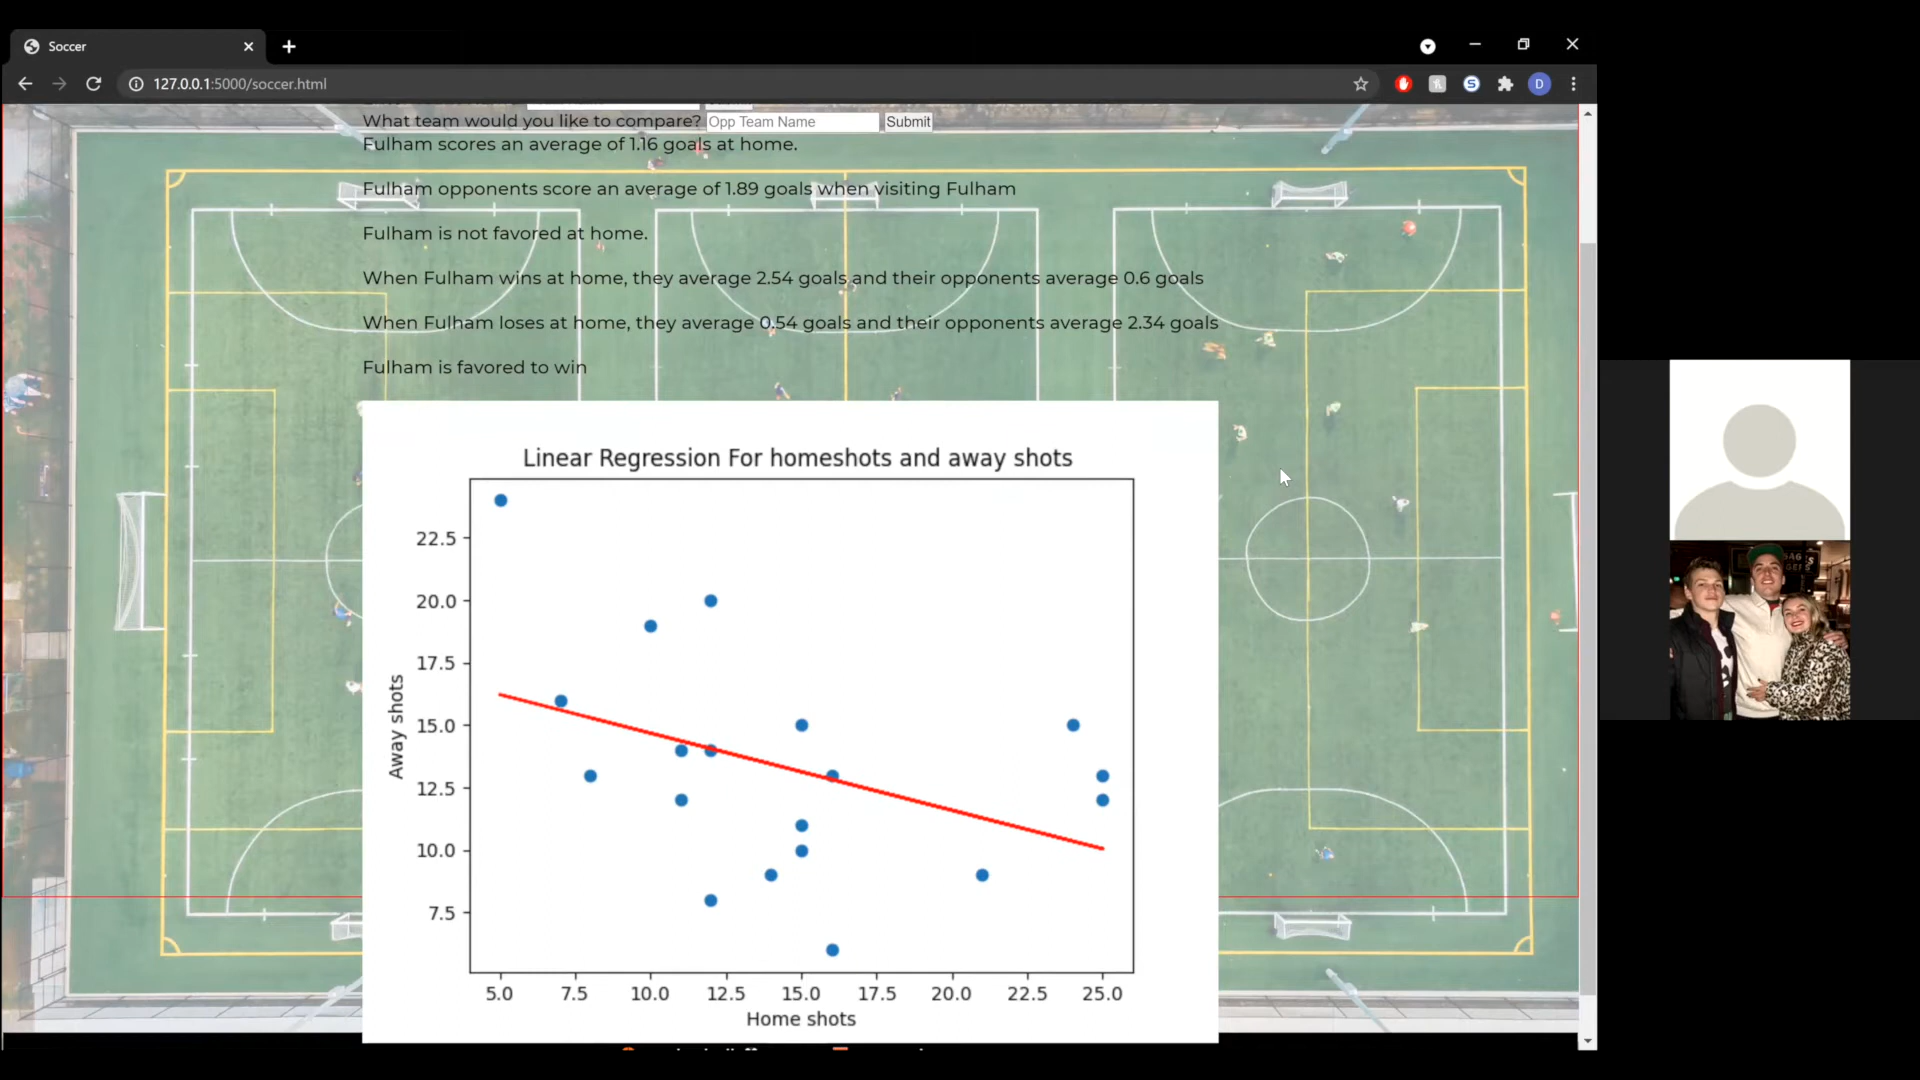 Soccer
127.0.0.1:5000/soccer.html
D
What team would you like to compare? Opp Team Name Submit
Fulham scores an average of 1.16 goals at home.
Fulham opponents score an average of 1.89 goals when visiting Fulham
Fulham is not favored at home.
When Fulham wins at home, they average 2.54 goals and their opponents average 0.6 goals
When Fulham loses at home, they average 0.54 goals and their opponents average 2.34 goals
Fulham is favored to win
Linear Regression For homeshots and away shots
22.5
20.0
17.5
15.0
12.5
10.0
7.5
Away shots
5.0 7.5 10.0 12.5 15.0 17.5 20.0 22.5 25.0
Home shots